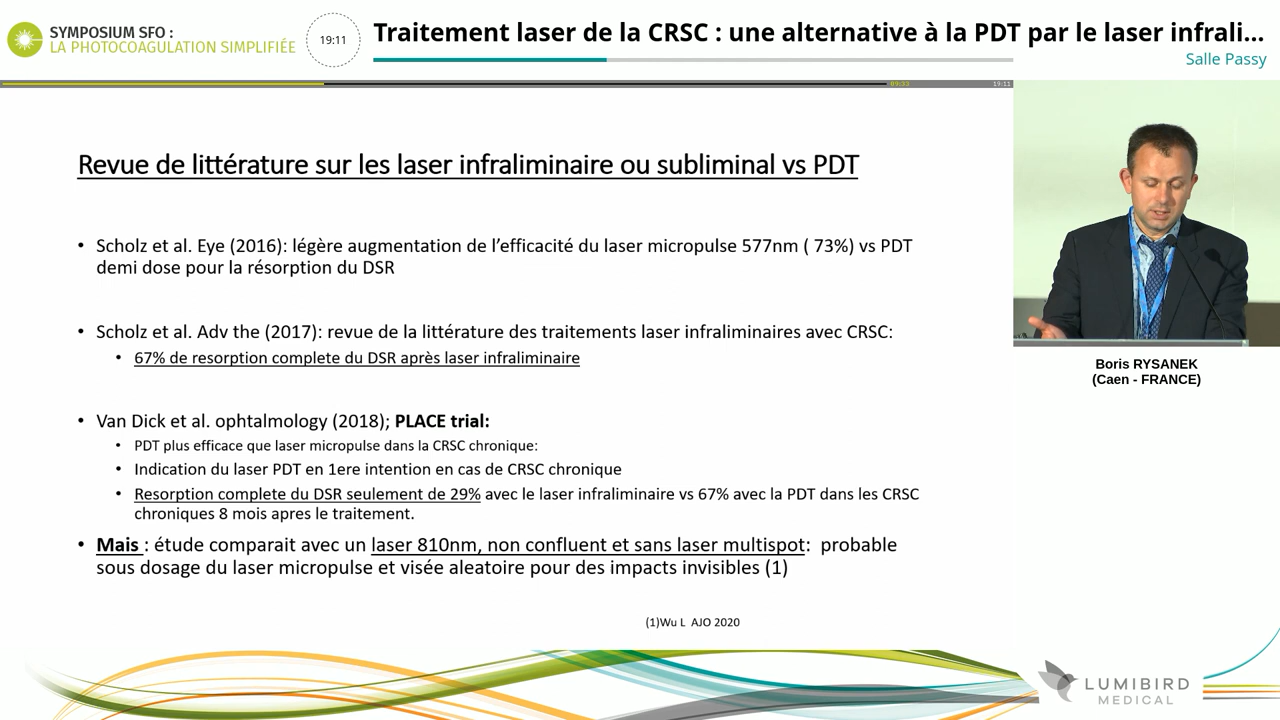 SYMPOSIUM SFO :
LA PHOTOCOAGULATION SIMPLIFIÉE
19:11
Traitement laser de la CRSC : une alternative à la PDT par le laser infrali...
Salle Passy
09:33
19:11
Revue de littérature sur les laser infraliminaire ou subliminal vs PDT
• Scholz et al. Eye (2016): légère augmentation de l'efficacité du laser micropulse 577nm ( 73%) vs PDT
demi dose pour la résorption du DSR
• Scholz et al. Adv the (2017): revue de la littérature des traitements laser infraliminaires avec CRSC:
• 67% de resorption complete du DSR après laser infraliminaire
• Van Dick et al. ophtalmology (2018); PLACE trial:
• PDT plus efficace que laser micropulse dans la CRSC chronique:
• Indication du laser PDT en 1ere intention en cas de CRSC chronique
• Resorption complete du DSR seulement de 29% avec le laser infraliminaire vs 67% avec la PDT dans les CRSC
chroniques 8 mois apres le traitement.
• Mais : étude comparait avec un laser 810nm, non confluent et sans laser multispot: probable
sous dosage du laser micropulse et visée aleatoire pour des impacts invisibles (1)
(1)Wu L AJO 2020
Boris RYSANEK
(Caen - FRANCE)
LUMIBIRD
MEDICAL